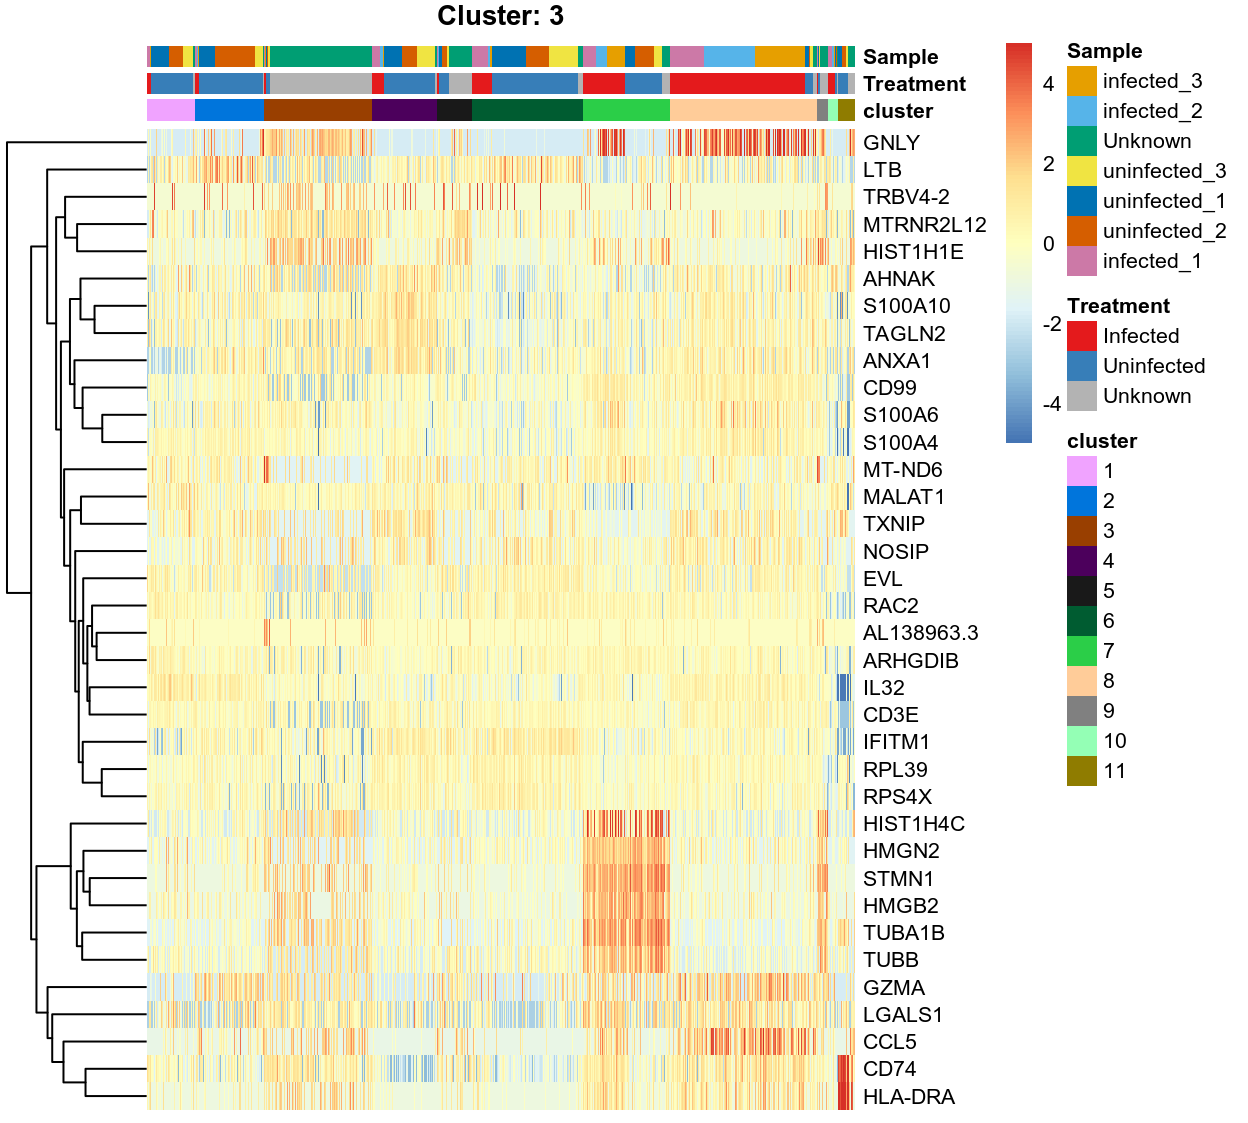 Cluster: 3
Sample
Treatment
cluster
GNLY
LTB
TRBV4-2
MTRNR2L12
HIST1H1E
AHNAK
S100A10
TAGLN2
ANXA1
CD99
S100A6
S100A4
MT-ND6
MALAT1
TXNIP
NOSIP
EVL
RAC2
AL138963.3
ARHGDIB
IL32
CD3E
IFITM1
RPL39
RPS4X
HIST1H4C
HMGN2
STMN1
HMGB2
TUBA1B
TUBB
GZMA
LGALS1
CCL5
CD74
HLA-DRA
4
2
0
-2
-4
Sample
infected_3
infected_2
Unknown
uninfected_3
uninfected_1
uninfected_2
infected_1
Treatment
Infected
Uninfected
Unknown
cluster
1
2
3
4
5
6
7
8
9
10
11